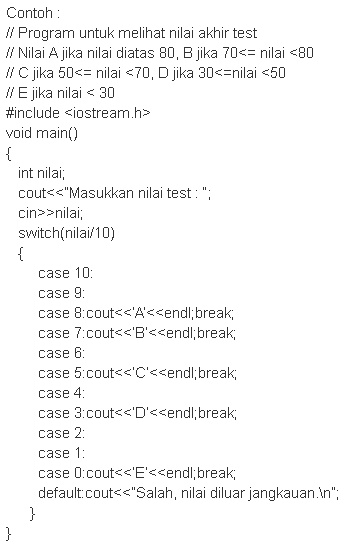 Contoh :
// Program untuk melihat nilai akhir test
// Nilai A jika nilai diatas 80, B jika 70<= nilai <80
// C jika 50<= nilai <70, D jika 30<=nilai <50
// E jika nilai < 30
#include <iostream.h>
void main()
{
int nilai;
cout<<"Masukkan nilai test : ";
cin>>nilai;
switch(nilai/10)
{
case 10:
case 9:
case 8:cout<<'A'<<endl;break;
case 7:cout<<'B'<<endl;break;
case 6:
case 5:cout<<'C'<<endl;break;
case 4:
case 3:cout<<'D'<<endl;break;
case 2:
case 1:
case 0:cout<<'E'<<endl;break;
default:cout<<"Salah, nilai diluar jangkauan.\n";
}
}